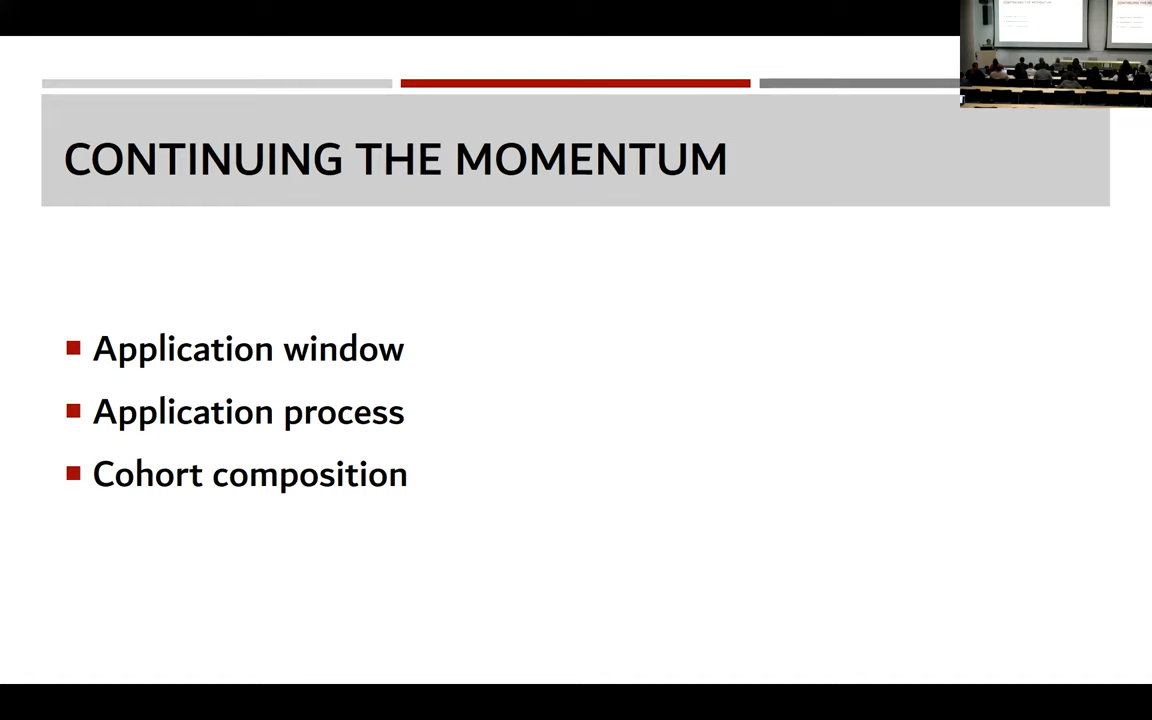 CONTINUING THE MOMENTUM
Application window
Application process
Cohort composition